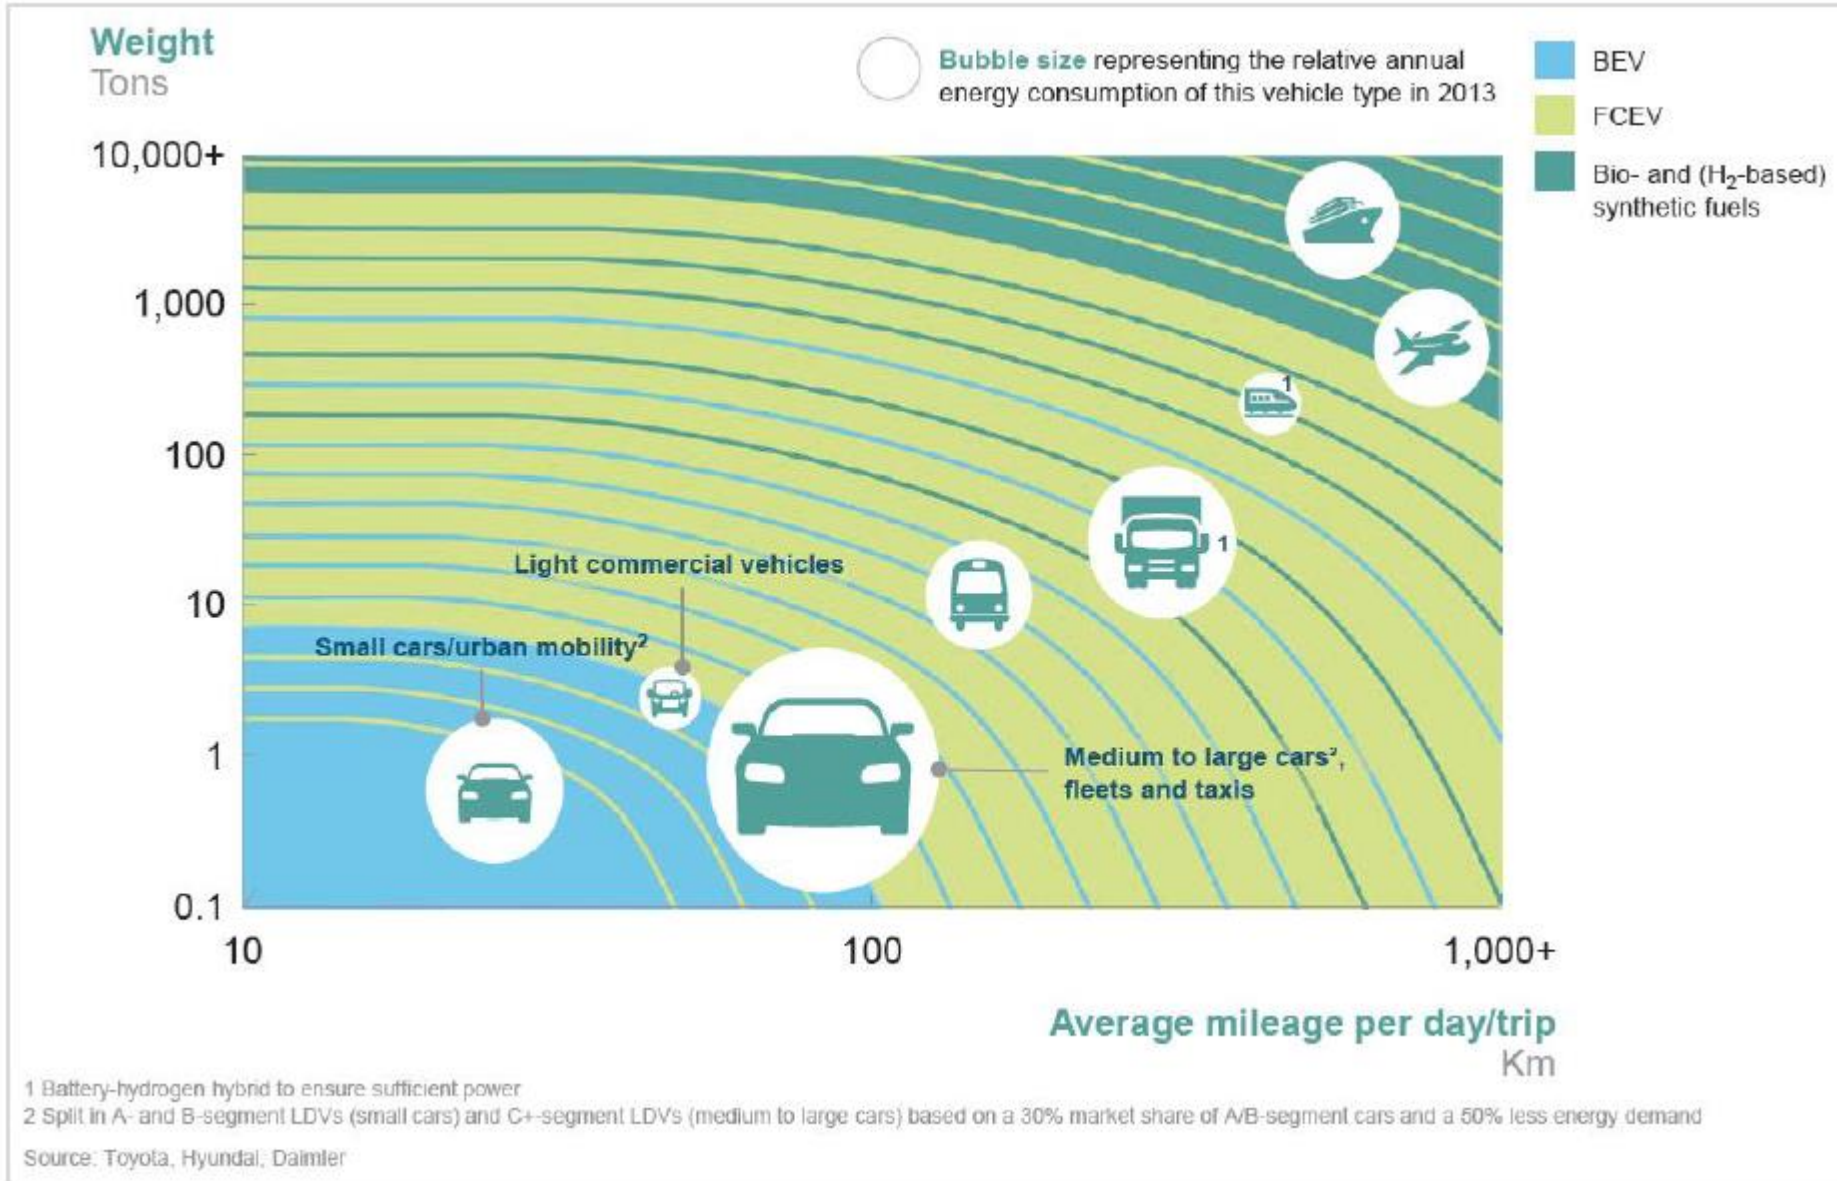 Weight
Tons
Bubble size representing the relative annual
energy consumption of this vehicle type in 2013
BEV
FCEV
Bio- and (H₂-based)
synthetic fuels
10,000+
1,000
100
10
1
0.1
1
1
Light commercial vehicles
Small cars/urban mobility²
Medium to large cars²,
fleets and taxis
10
100
1,000+
Average mileage per day/trip
Km
1 Battery-hydrogen hybrid to ensure sufficient power
2 Split in A- and B-segment LDVs (small cars) and C+-segment LDVs (medium to large cars) based on a 30% market share of A/B-segment cars and a 50% less energy demand
Source: Toyota, Hyundai, Daimler